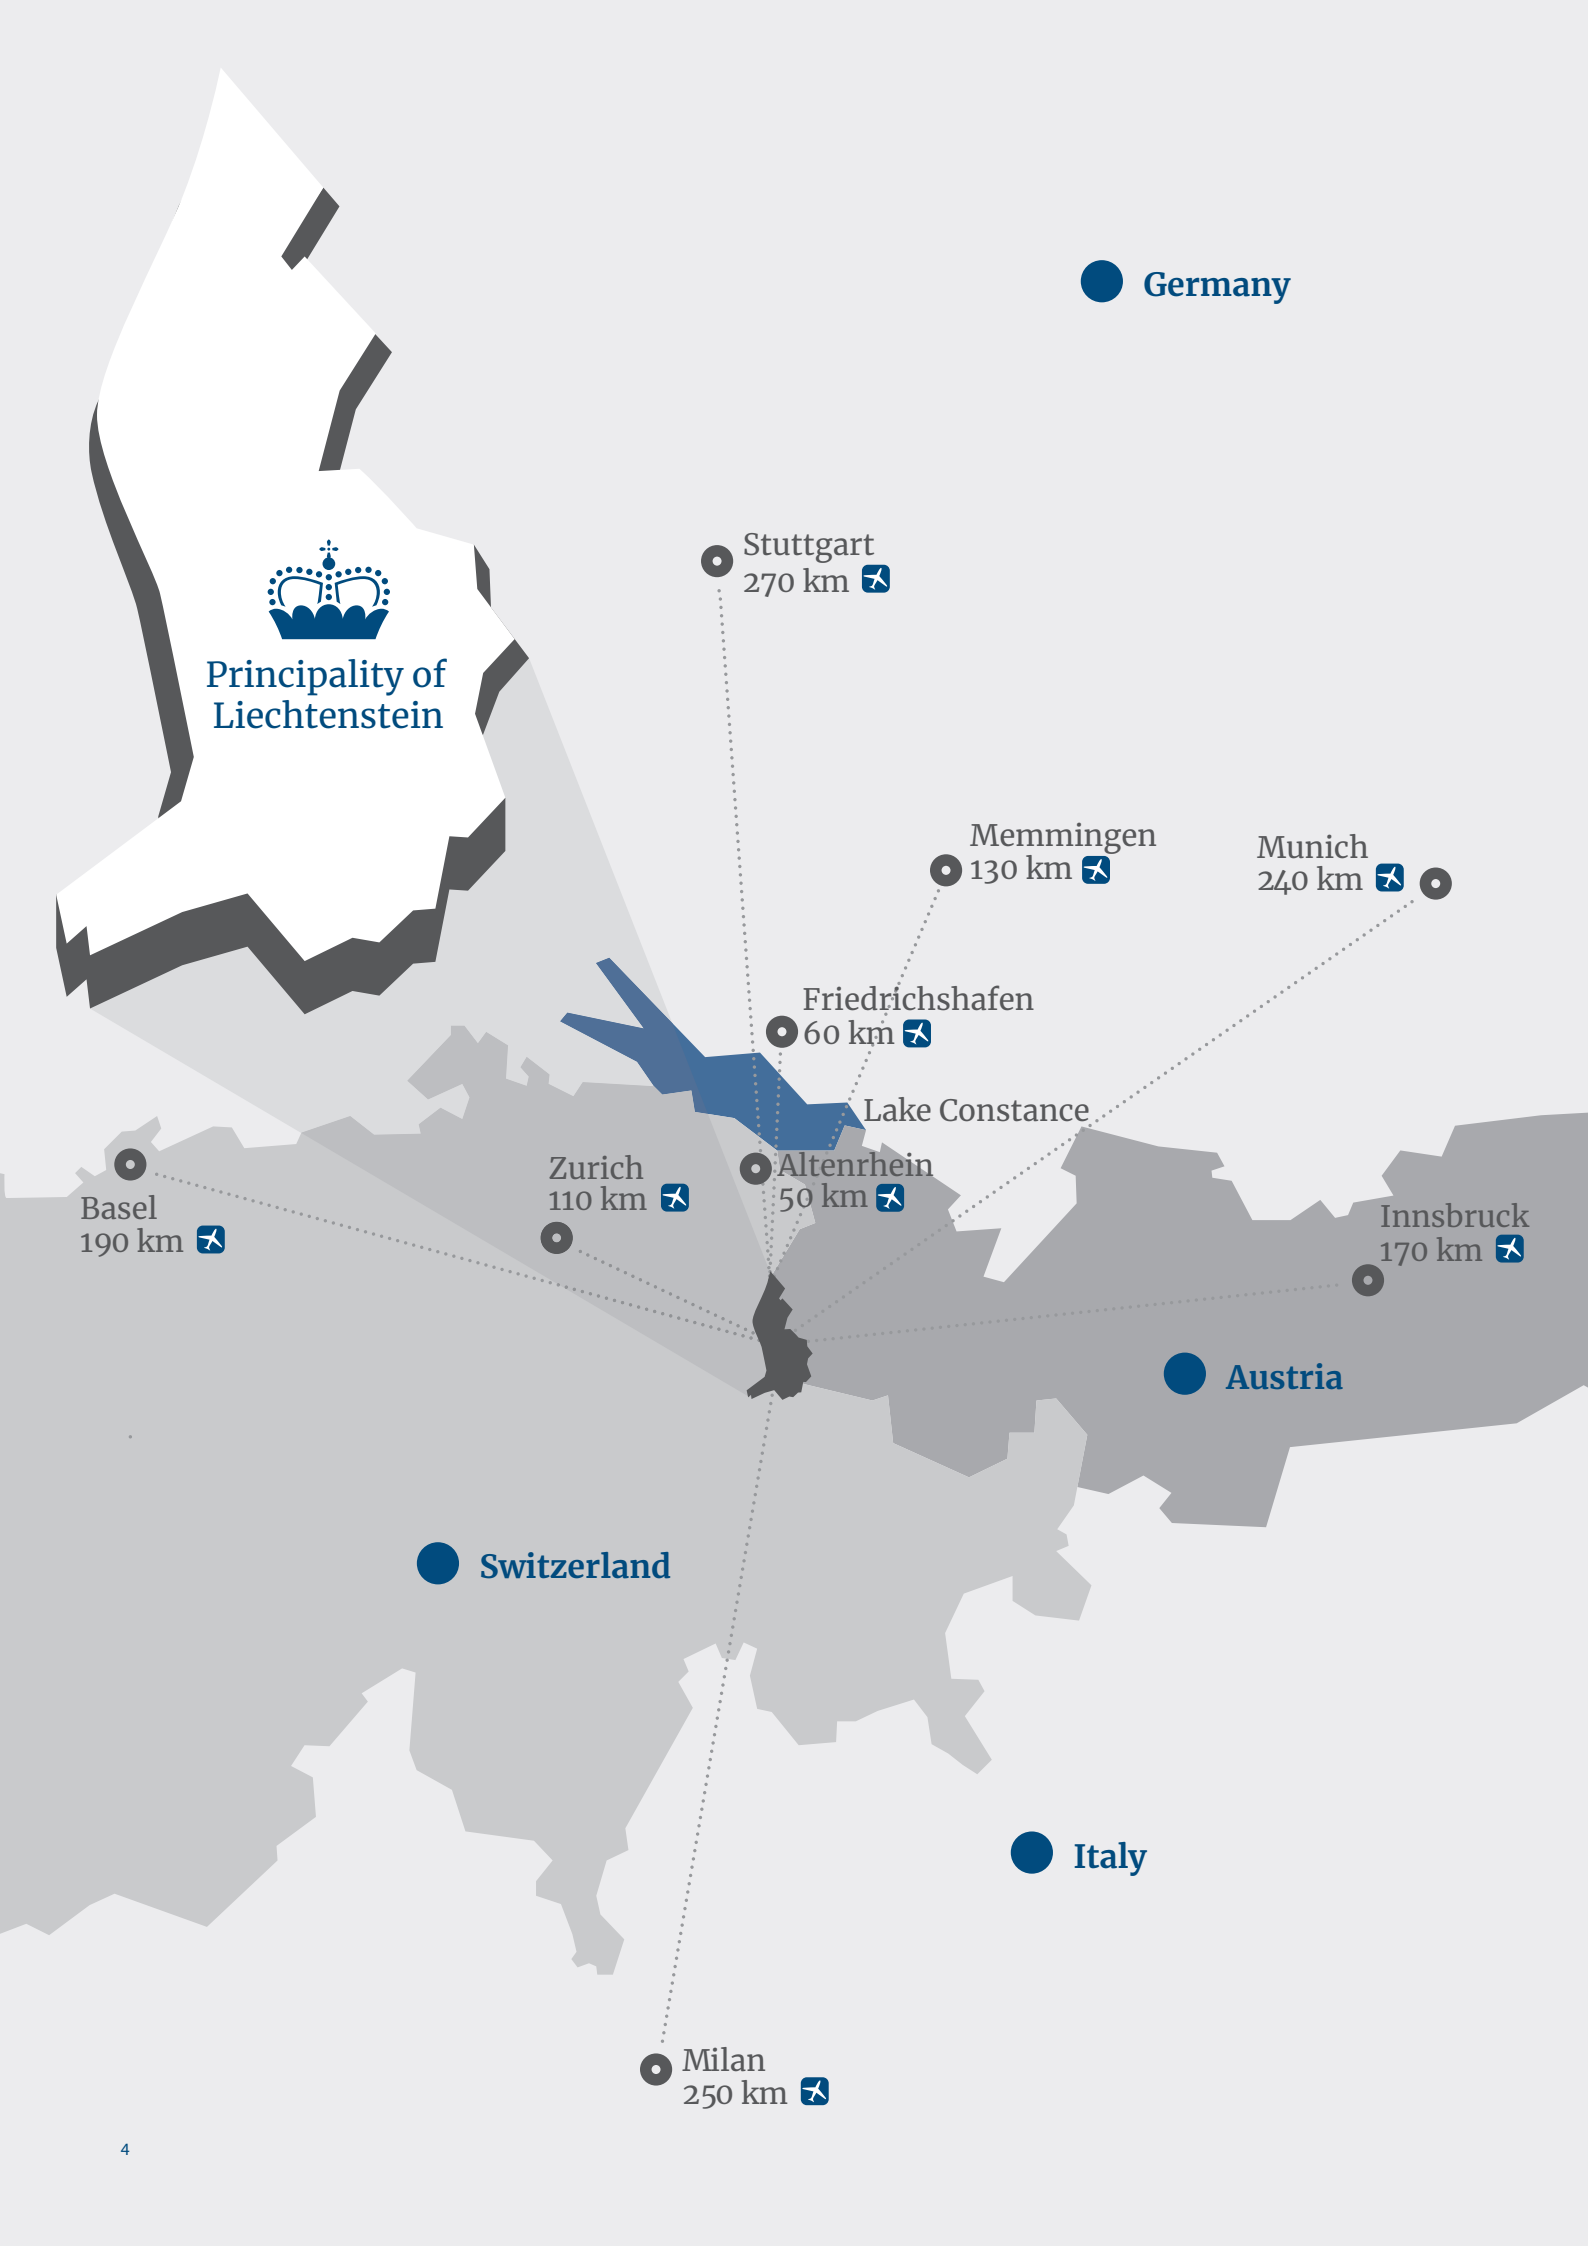 Germany
Stuttgart
270 km
Principality of
Liechtenstein
Memmingen
130 km
Munich
240 km
Friedrichshafen
60 km
Lake Constance
Altenrhein
50 km
Zurich
110 km
Basel
190 km
Innsbruck
170 km
Austria
Switzerland
Italy
Milan
250 km
4